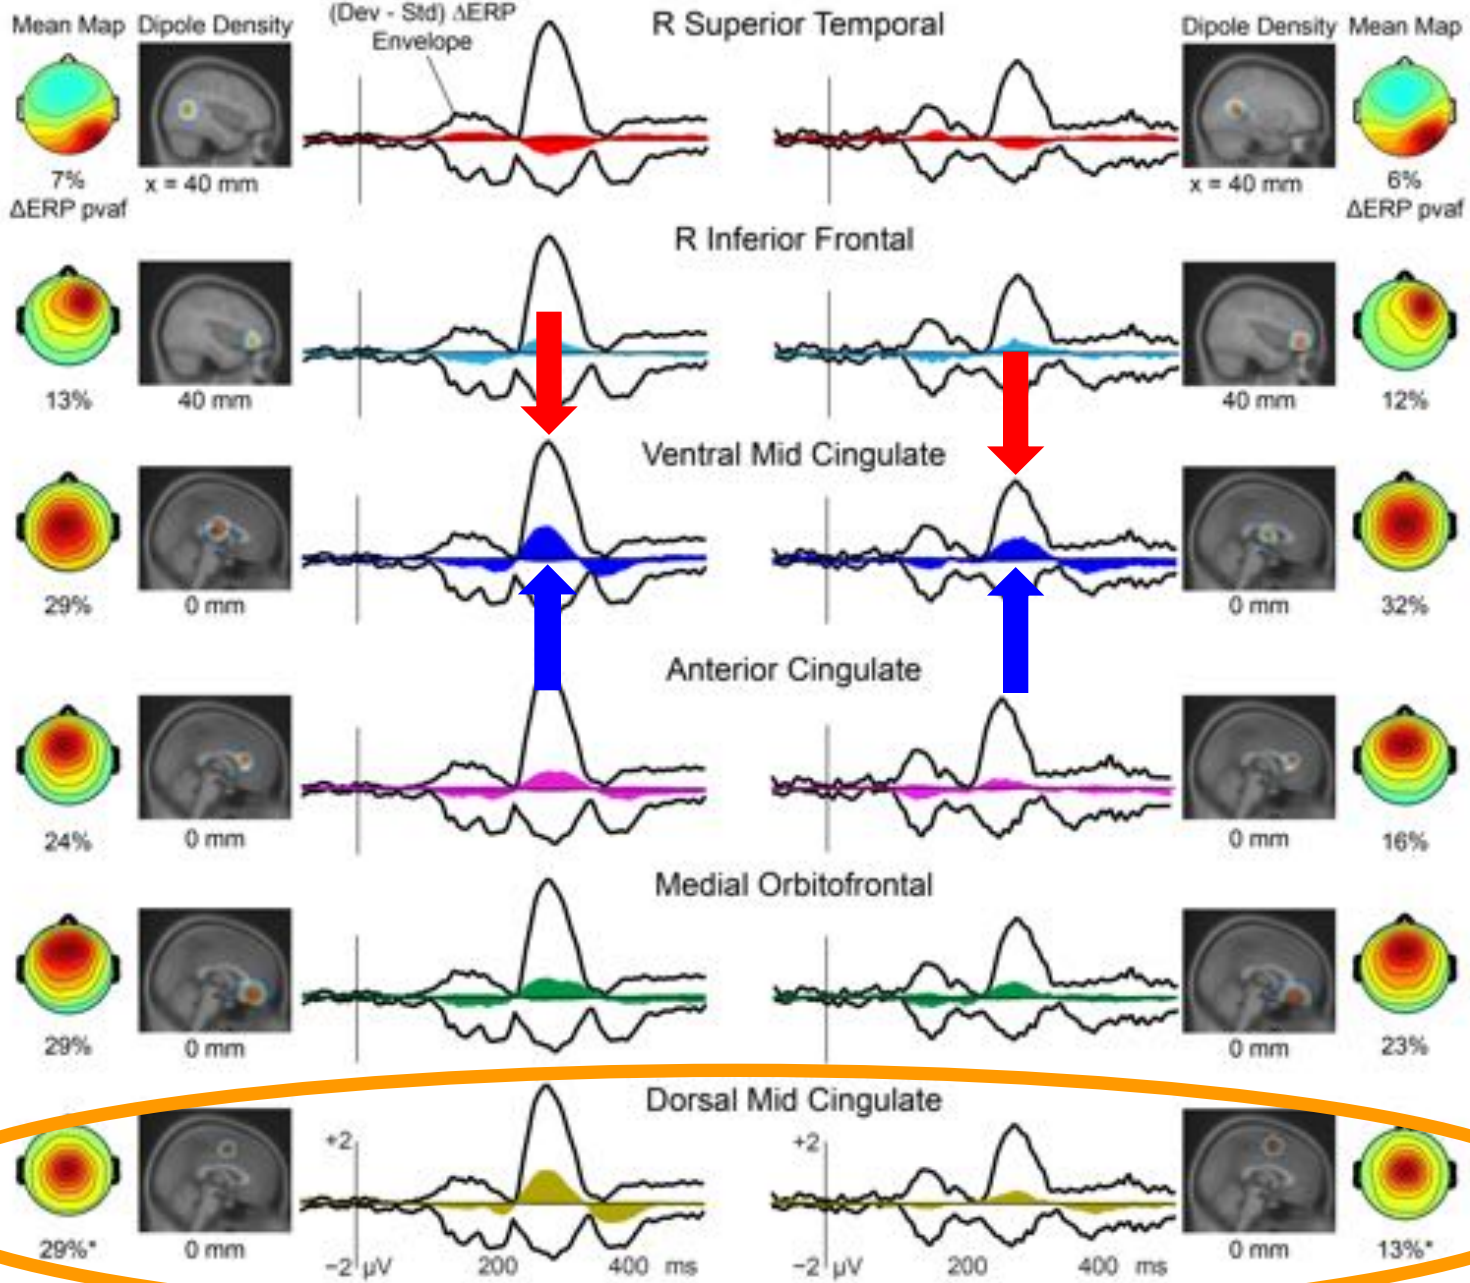 Mean Map Dipole Density (Dev - Std) ΔERP Envelope R Superior Temporal Dipole Density Mean Map
7% ΔERP pvaf x = 40 mm x = 40 mm 6% ΔERP pvaf
R Inferior Frontal
13% 40 mm 40 mm 12%
Ventral Mid Cingulate
29% 0 mm 0 mm 32%
Anterior Cingulate
24% 0 mm 0 mm 16%
Medial Orbitofrontal
29% 0 mm 0 mm 23%
Dorsal Mid Cingulate
+2 +2
29%* 0 mm −2 µV 200 400 ms −2 µV 200 400 ms 0 mm 13%*